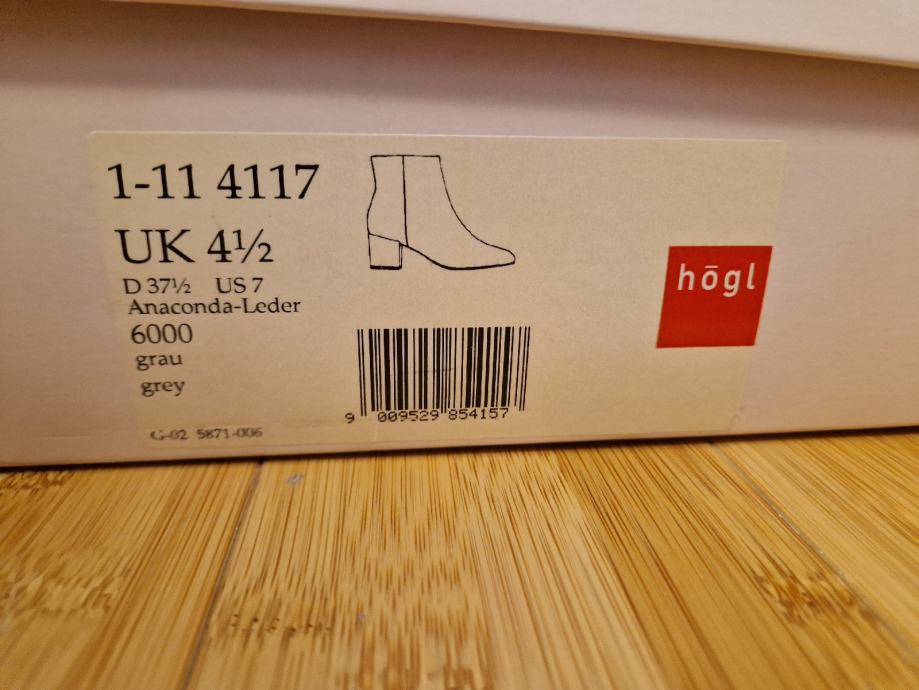 1-11 4117
UK 4½
D 37½ US 7
Anaconda-Leder
6000
grau
grey
G-02 5871-006
9 009529 854157
högl